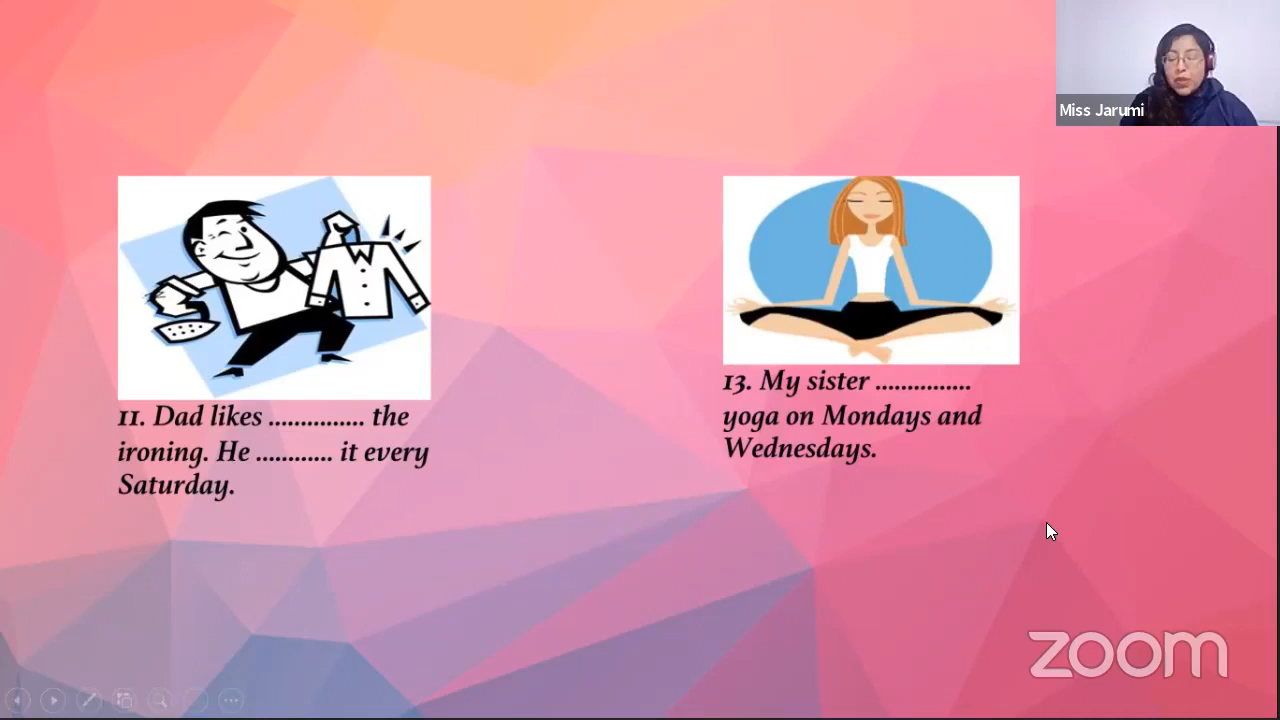 Miss Jarumi
11. Dad likes .............. the
ironing. He ............ it every
Saturday.
13. My sister ...............
yoga on Mondays and
Wednesdays.
zoom